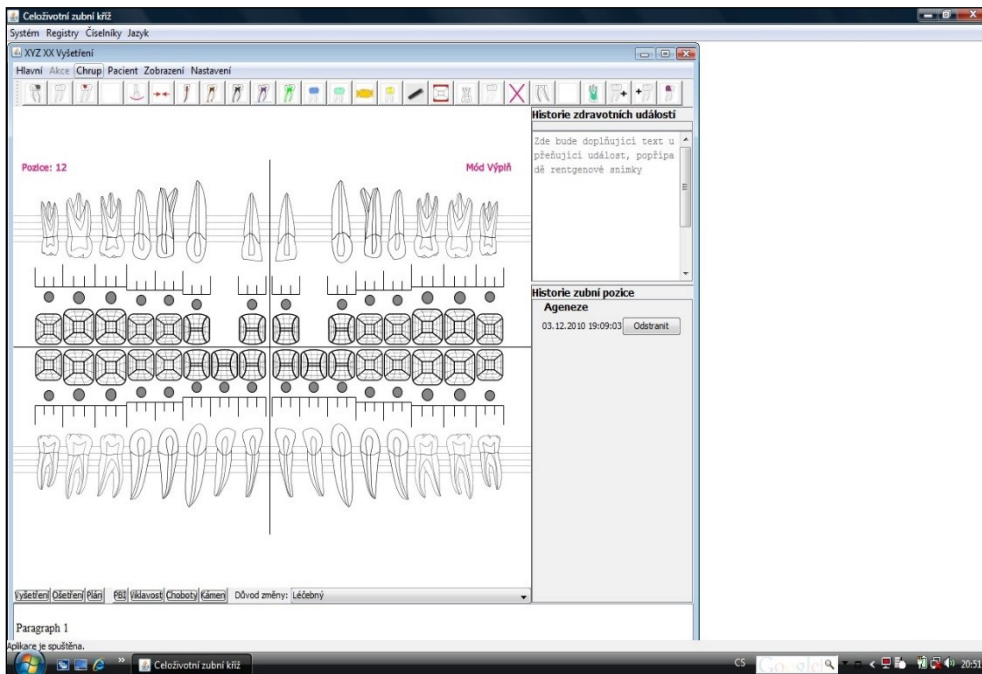 Celoživotní zubní kříž
Systém Registry Číselníky Jazyk
XYZ XX Vyšetření
Hlavní Akce Chrup Pacient Zobrazení Nastavení
Historie zdravotních událostí
Zde bude doplňující text u
přeňující událost, popřípa
dě rentgenové snímky
Pozice: 12
Mód Výplň
Historie zubní pozice
Ageneze
03.12.2010 19:09:03 Odstranit
Vyšetření Ošetření Plán PBI Viklavost Choboty Kámen Důvod změny: Léčebný
Paragraph 1
Aplikare je spuštěna.
Celoživotní zubní kříž
CS
Google
20:51